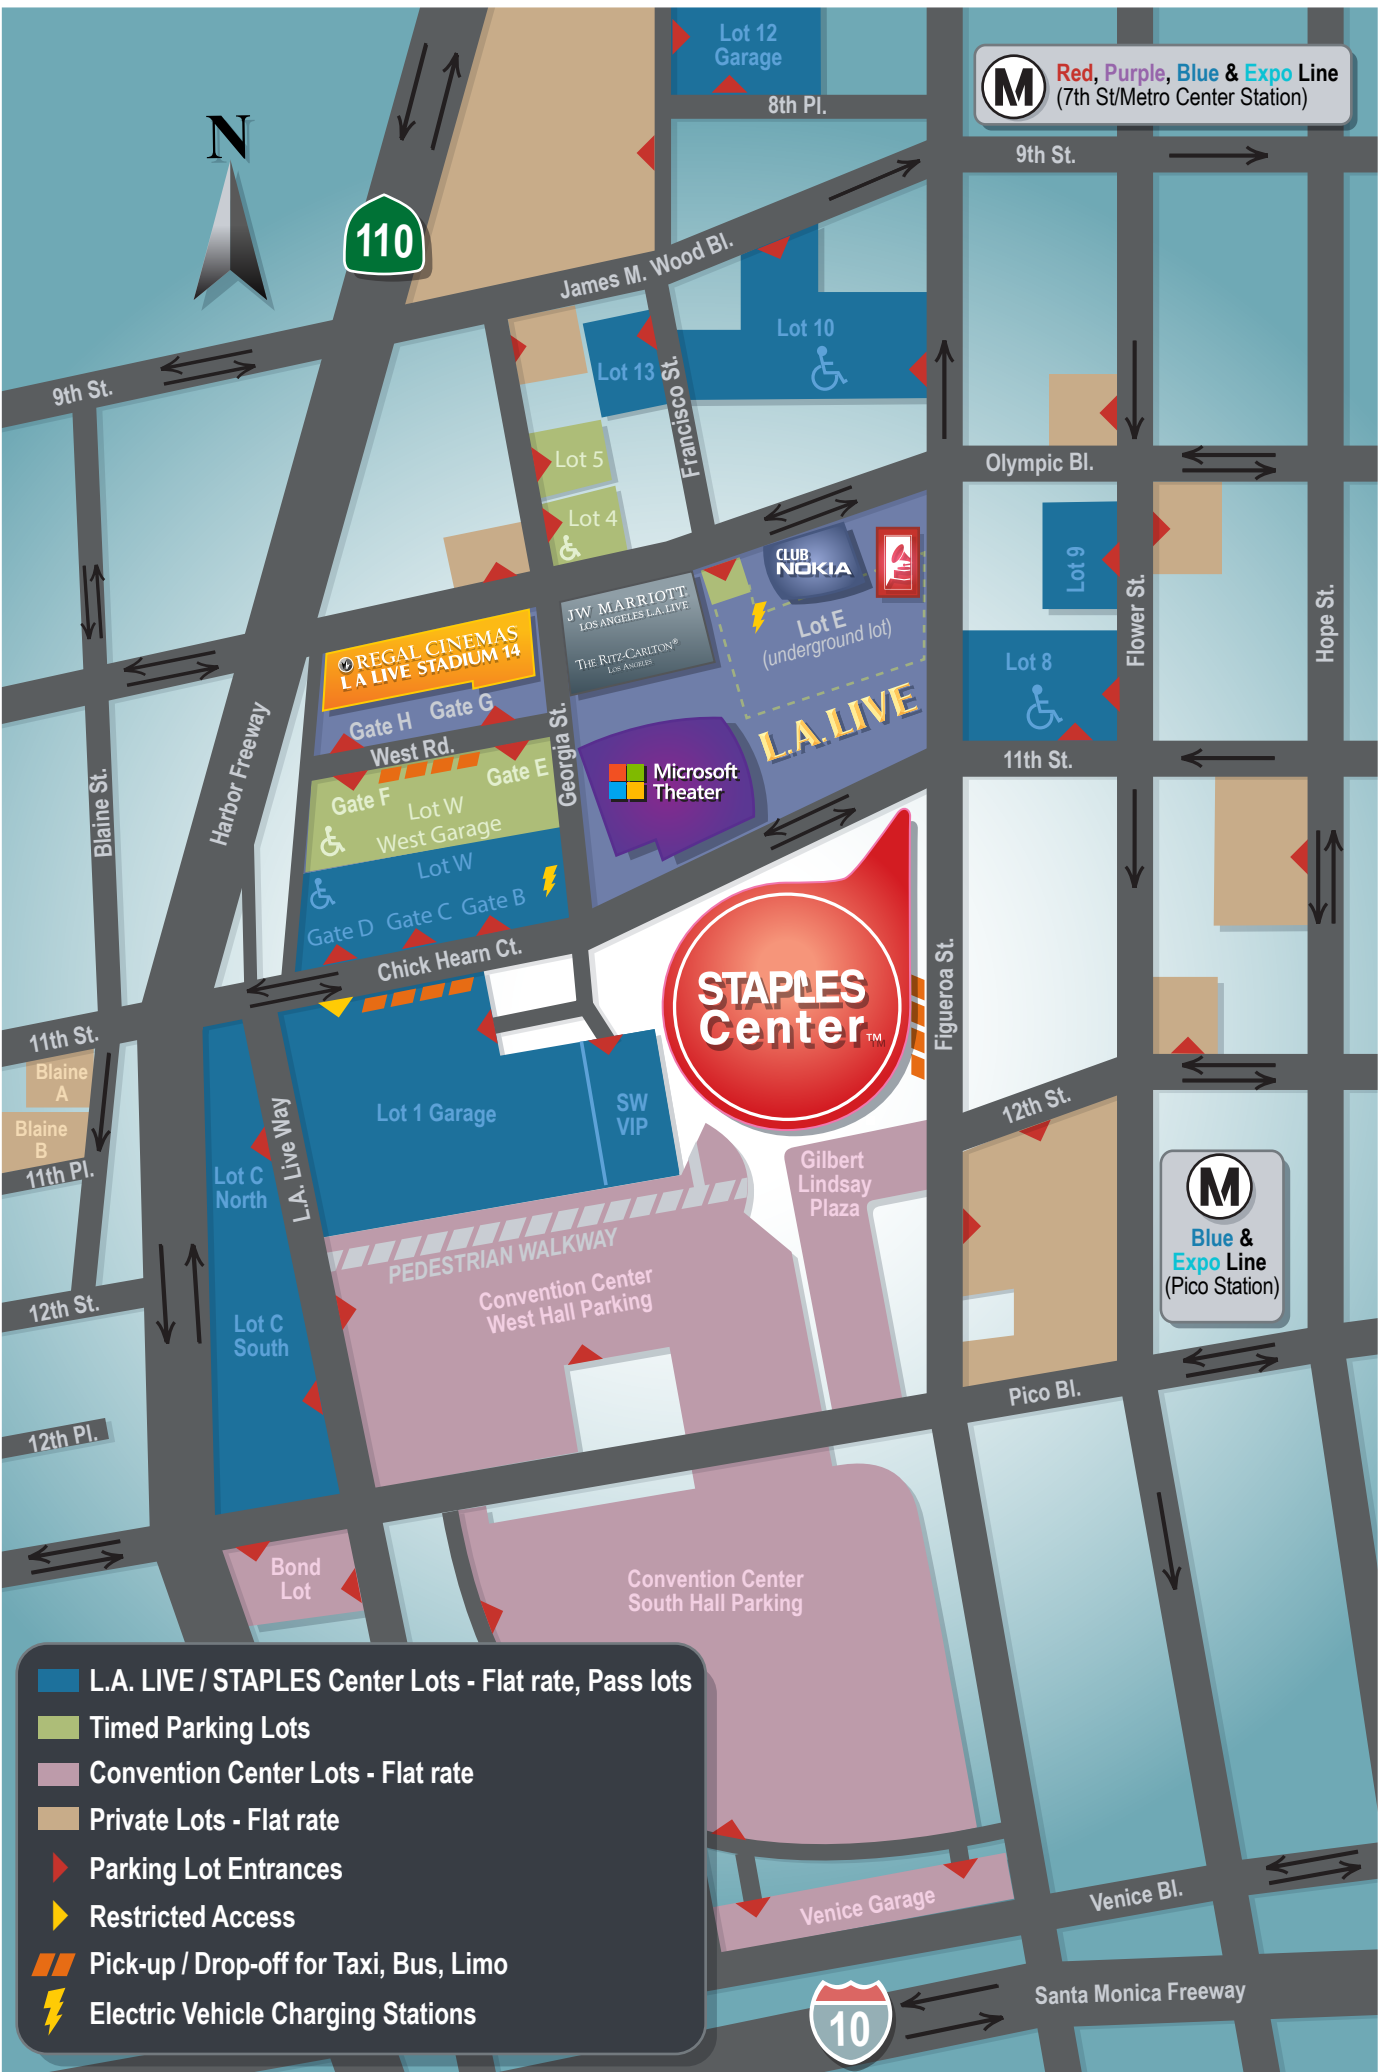 Lot 12
Garage
8th Pl.
M
Red, Purple, Blue & Expo Line
(7th St/Metro Center Station)
N
110
9th St.
James M. Wood Bl.
Lot 10
Lot 13
Francisco St.
9th St.
Lot 5
Lot 4
Olympic Bl.
CLUB
NOKIA
JW MARRIOTT.
LOS ANGELES L.A. LIVE
THE RITZ-CARLTON®
LOS ANGELES
Lot E
(underground lot)
Lot 9
Flower St.
Hope St.
REGAL CINEMAS
L A LIVE STADIUM 14
Lot 8
L.A. LIVE
Gate H
Gate G
West Rd.
Georgia St.
Harbor Freeway
Blaine St.
11th St.
Microsoft
Theater
Gate E
Gate F
Lot W
West Garage
Lot W
Gate D
Gate C
Gate B
Chick Hearn Ct.
STAPLES
Center™
Figueroa St.
11th St.
Blaine
A
Blaine
B
11th Pl.
Lot 1 Garage
SW
VIP
12th St.
L.A. Live Way
Lot C
North
Gilbert
Lindsay
Plaza
M
Blue &
Expo Line
(Pico Station)
PEDESTRIAN WALKWAY
Convention Center
West Hall Parking
12th St.
Lot C
South
Pico Bl.
12th Pl.
Bond
Lot
Convention Center
South Hall Parking
L.A. LIVE / STAPLES Center Lots - Flat rate, Pass lots
Timed Parking Lots
Convention Center Lots - Flat rate
Private Lots - Flat rate
Parking Lot Entrances
Restricted Access
Pick-up / Drop-off for Taxi, Bus, Limo
Electric Vehicle Charging Stations
Venice Garage
Venice Bl.
Santa Monica Freeway
10